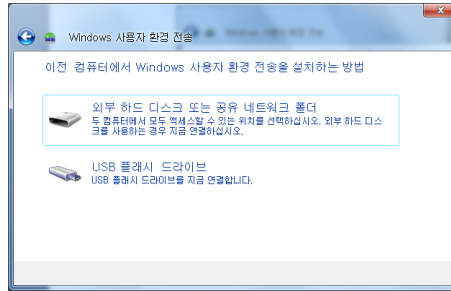 Windows 사용자 환경 전송
이전 컴퓨터에서 Windows 사용자 환경 전송을 설치하는 방법
외부 하드 디스크 또는 공유 네트워크 폴더
두 컴퓨터에서 모두 액세스할 수 있는 위치를 선택하십시오. 외부 하드 디스
크를 사용하는 경우 지금 연결하십시오.
USB 플래시 드라이브
USB 플래시 드라이브를 지금 연결합니다.